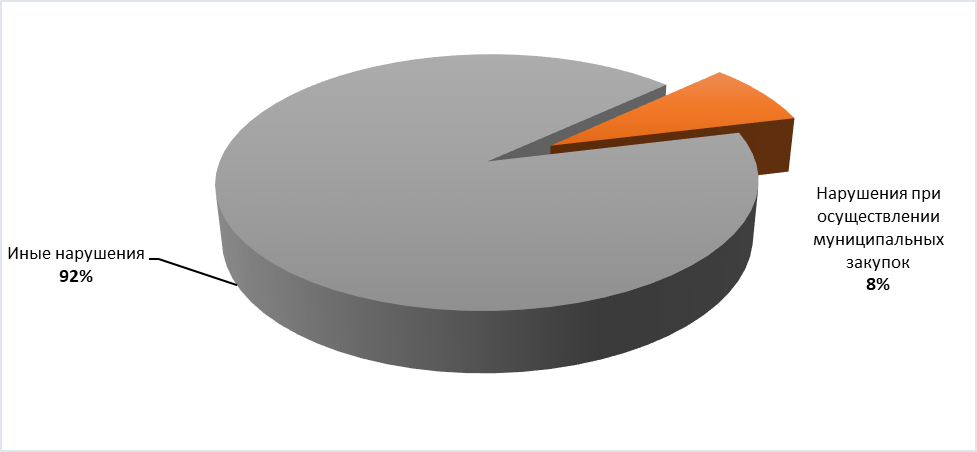 Иные нарушения
92%
Нарушения при
осуществлении
муниципальных
закупок
8%